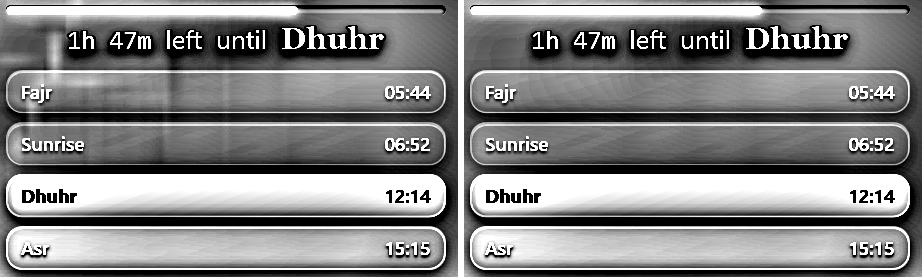 1h 47m left until Dhuhr
Fajr 05:44
Sunrise 06:52
Dhuhr 12:14
Asr 15:15
1h 47m left until Dhuhr
Fajr 05:44
Sunrise 06:52
Dhuhr 12:14
Asr 15:15